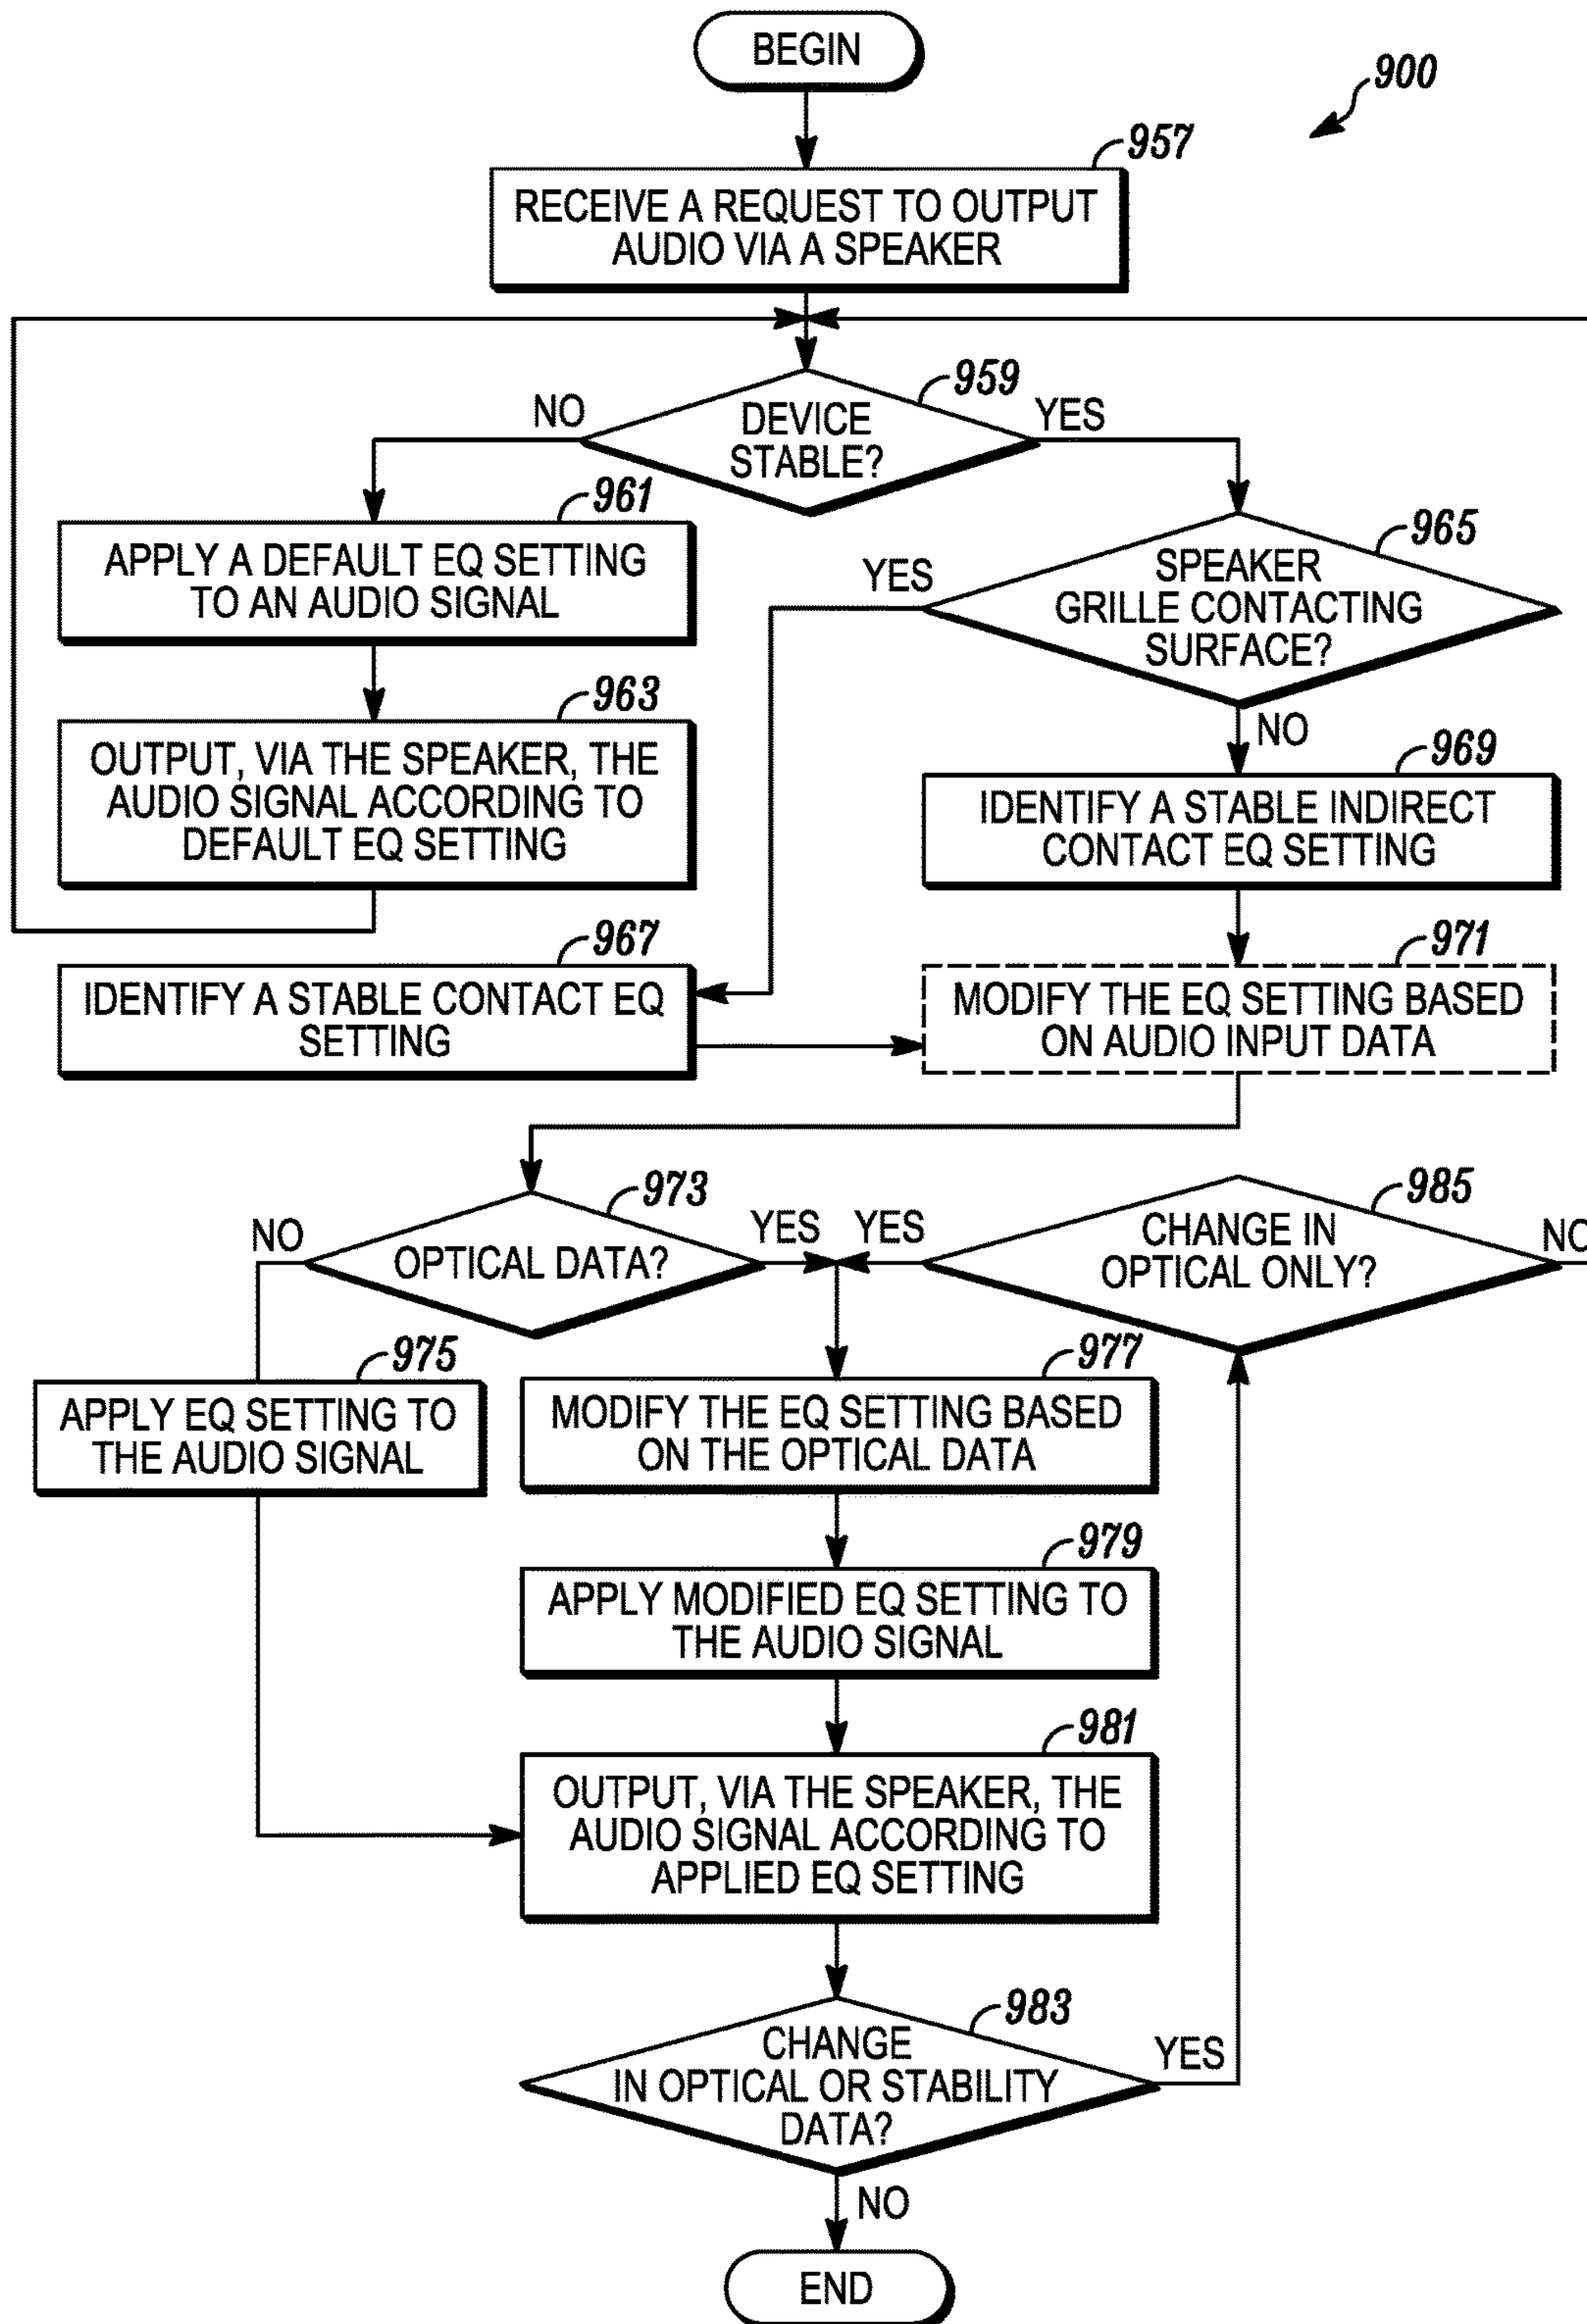 BEGIN
900
957
RECEIVE A REQUEST TO OUTPUT
AUDIO VIA A SPEAKER
959
NO
DEVICE
STABLE?
YES
961
APPLY A DEFAULT EQ SETTING
TO AN AUDIO SIGNAL
965
YES
SPEAKER
GRILLE CONTACTING
SURFACE?
NO
963
OUTPUT, VIA THE SPEAKER, THE
AUDIO SIGNAL ACCORDING TO
DEFAULT EQ SETTING
969
IDENTIFY A STABLE INDIRECT
CONTACT EQ SETTING
967
IDENTIFY A STABLE CONTACT EQ
SETTING
971
MODIFY THE EQ SETTING BASED
ON AUDIO INPUT DATA
973
NO
OPTICAL DATA?
YES
985
YES
CHANGE IN
OPTICAL ONLY?
NO
975
APPLY EQ SETTING TO
THE AUDIO SIGNAL
977
MODIFY THE EQ SETTING BASED
ON THE OPTICAL DATA
979
APPLY MODIFIED EQ SETTING TO
THE AUDIO SIGNAL
981
OUTPUT, VIA THE SPEAKER, THE
AUDIO SIGNAL ACCORDING TO
APPLIED EQ SETTING
983
CHANGE
IN OPTICAL OR STABILITY
DATA?
YES
NO
END